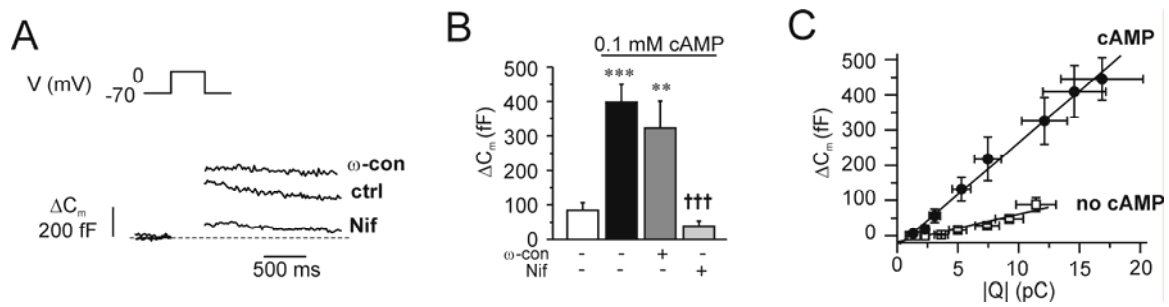 A
V (mV)
0
-70
ω-con
ctrl
Nif
ΔCm
200 fF
500 ms
B
0.1 mM cAMP
ΔCm (fF)
500
400
300
200
100
0
***
**
†††
ω-con - - + -
Nif - - - +
C
cAMP
no cAMP
ΔCm (fF)
500
400
300
200
100
0
0 5 10 15 20
|Q| (pC)